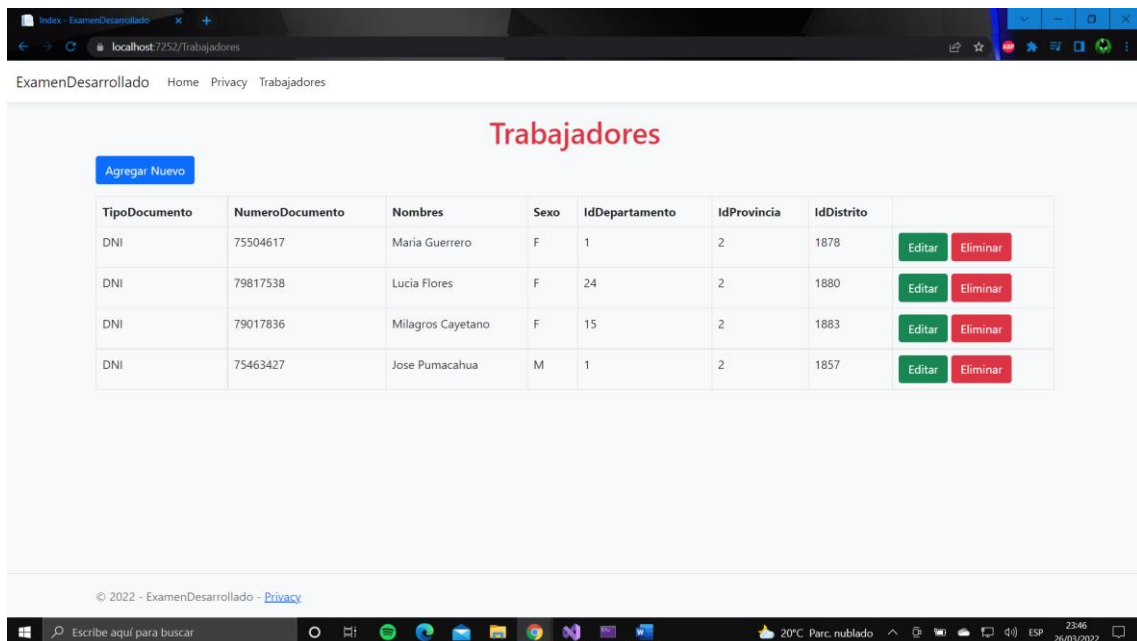 Index - ExamenDesarrollado
localhost:7252/Trabajadores
ABP
ExamenDesarrollado Home Privacy Trabajadores
Trabajadores
Agregar Nuevo
TipoDocumento NumeroDocumento Nombres Sexo IdDepartamento IdProvincia IdDistrito
DNI 75504617 Maria Guerrero F 1 2 1878 Editar Eliminar
DNI 79817538 Lucia Flores F 24 2 1880 Editar Eliminar
DNI 79017836 Milagros Cayetano F 15 2 1883 Editar Eliminar
DNI 75463427 Jose Pumacahua M 1 2 1857 Editar Eliminar
© 2022 - ExamenDesarrollado - Privacy
Escribe aquí para buscar 20°C Parc. nublado ESP 23:46
26/03/2022